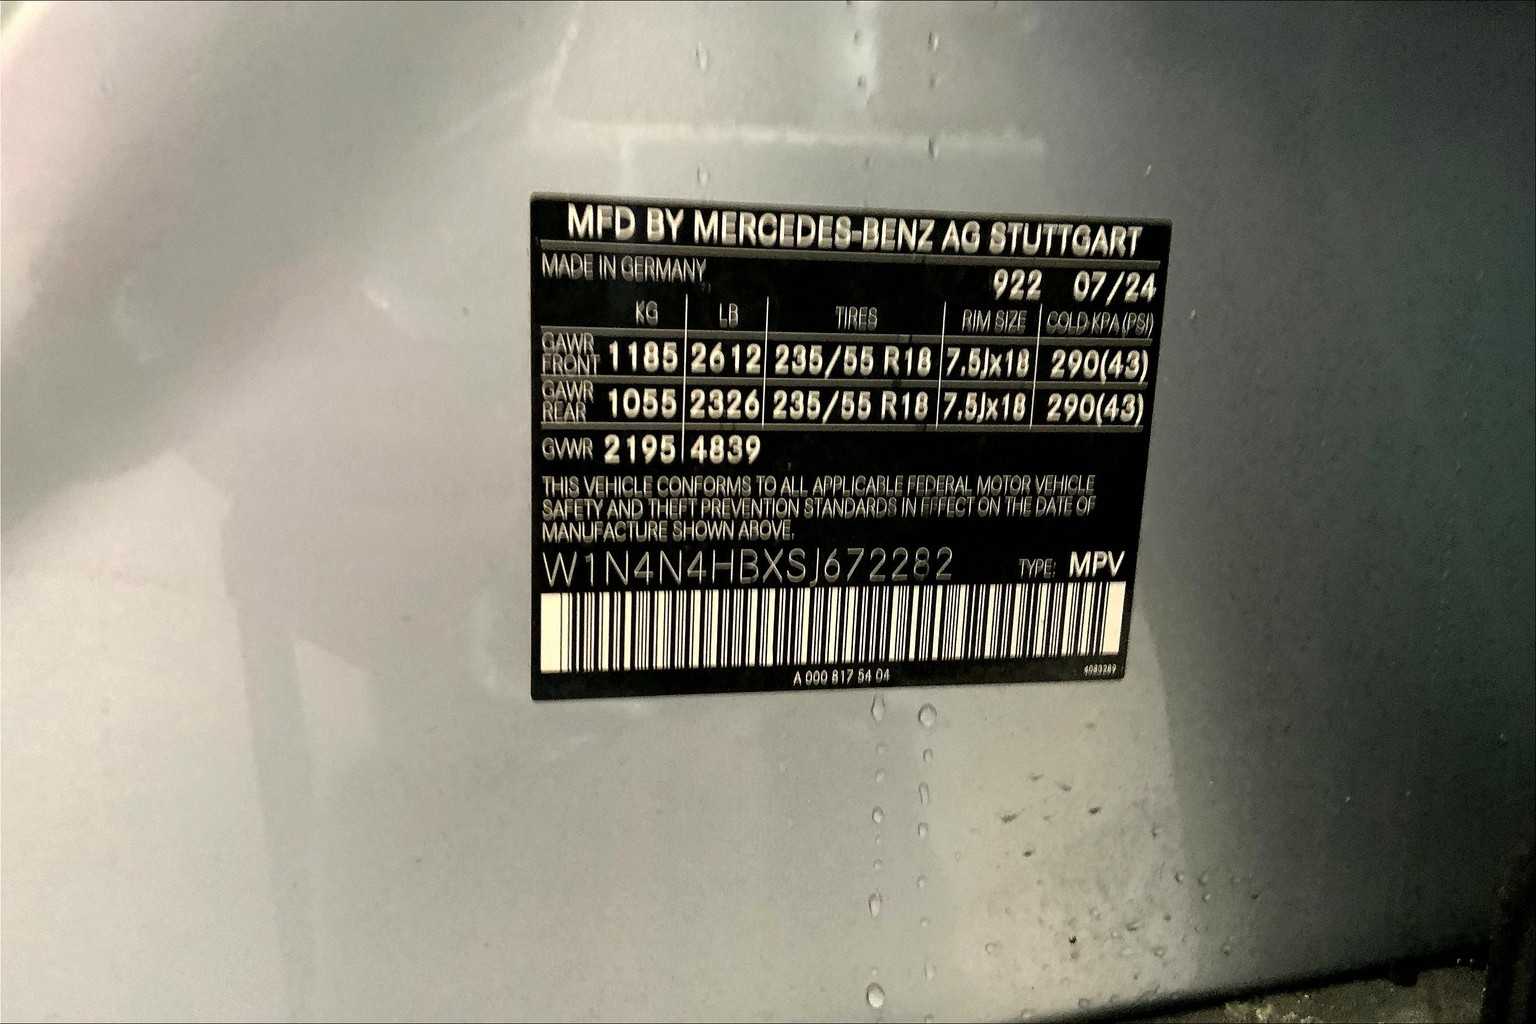 MFD BY MERCEDES-BENZ AG STUTTGART
MADE IN GERMANY
922 07/24
KG LB TIRES RIM SIZE COLD KPA (PSI)
GAWR FRONT 1185 2612 235/55 R18 7.5Jx18 290(43)
GAWR REAR 1055 2326 235/55 R18 7.5Jx18 290(43)
GVWR 2195 4839
THIS VEHICLE CONFORMS TO ALL APPLICABLE FEDERAL MOTOR VEHICLE
SAFETY AND THEFT PREVENTION STANDARDS IN EFFECT ON THE DATE OF
MANUFACTURE SHOWN ABOVE.
W1N4N4HBXSJ672282 TYPE: MPV
A 000 817 54 04
4083289